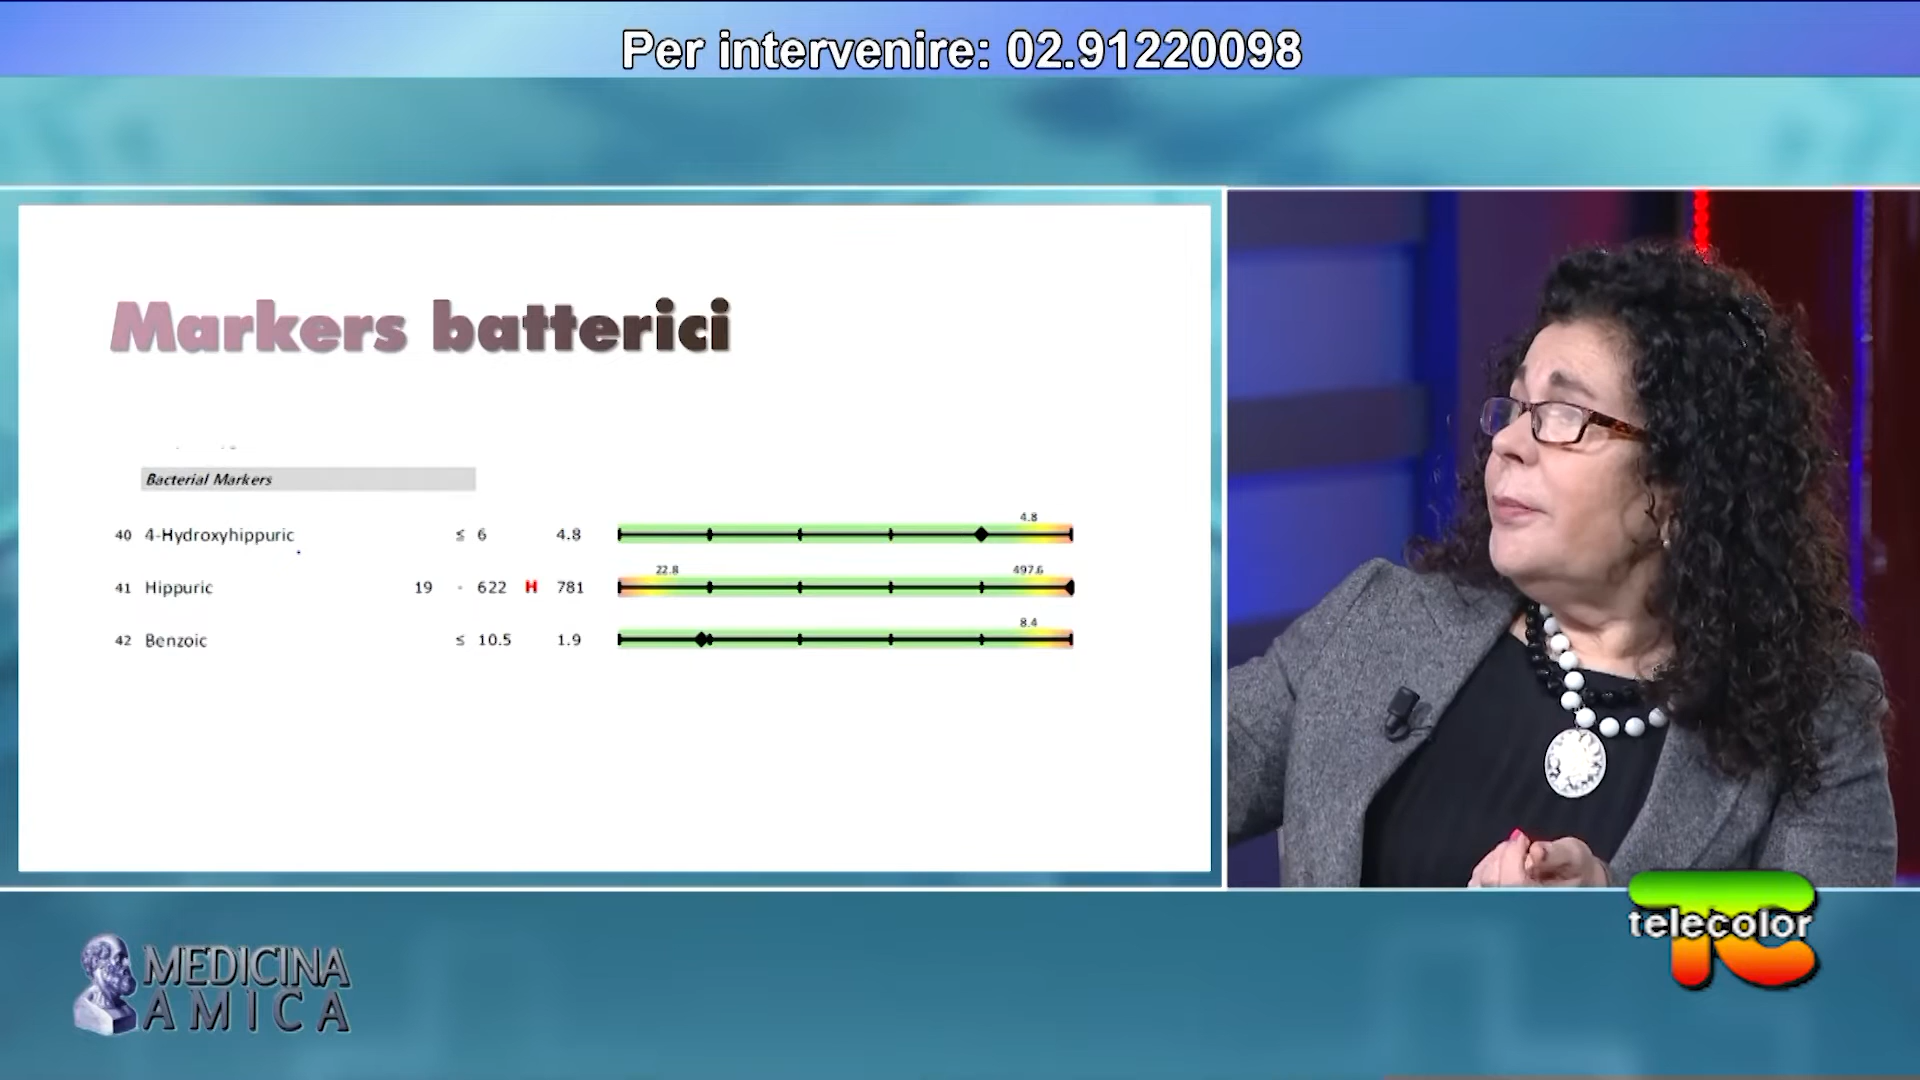 Per intervenire: 02.91220098
Markers batterici
Bacterial Markers
4.8
40 4-Hydroxyhippuric ≤ 6 4.8
22.8 497.6
41 Hippuric 19 - 622 H 781
8.4
42 Benzoic ≤ 10.5 1.9
telecolor
TC
MEDICINA
AMICA